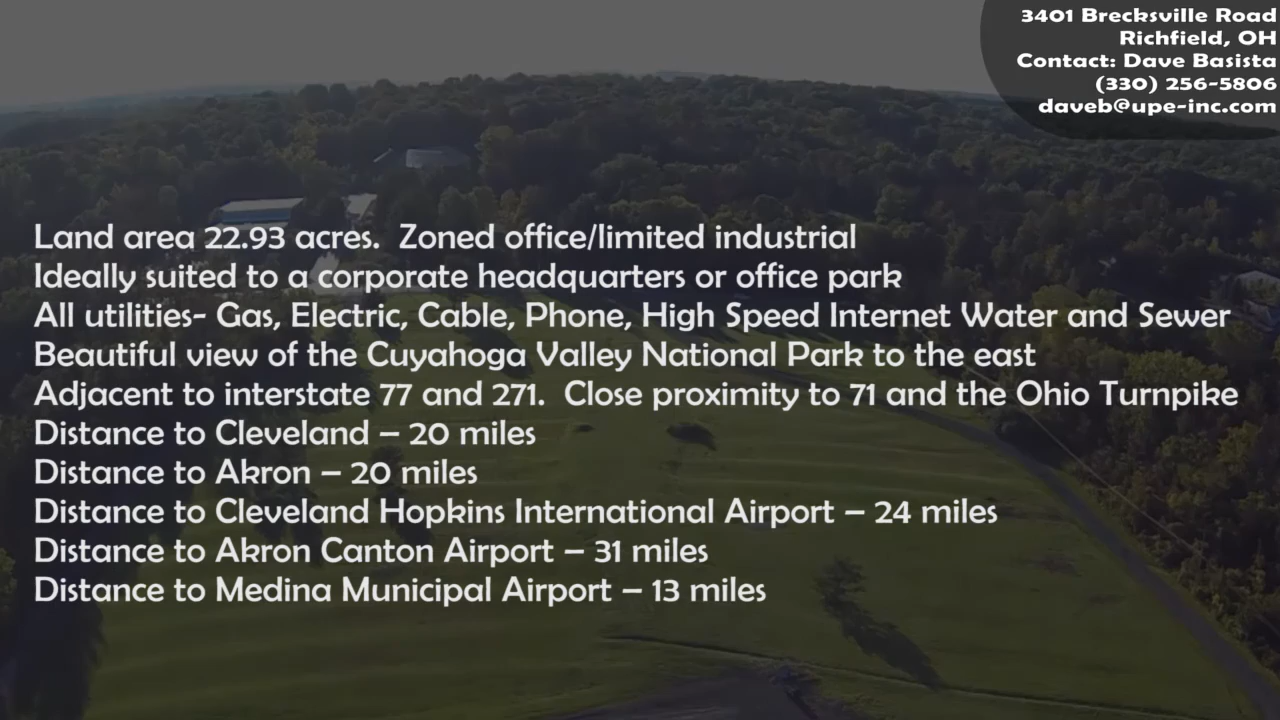 3401 Brecksville Road
Richfield, OH
Contact: Dave Basista
(330) 256-5806
daveb@upe-inc.com
Land area 22.93 acres.  Zoned office/limited industrial
Ideally suited to a corporate headquarters or office park
All utilities- Gas, Electric, Cable, Phone, High Speed Internet Water and Sewer
Beautiful view of the Cuyahoga Valley National Park to the east
Adjacent to interstate 77 and 271.  Close proximity to 71 and the Ohio Turnpike
Distance to Cleveland – 20 miles
Distance to Akron – 20 miles
Distance to Cleveland Hopkins International Airport – 24 miles
Distance to Akron Canton Airport – 31 miles
Distance to Medina Municipal Airport – 13 miles